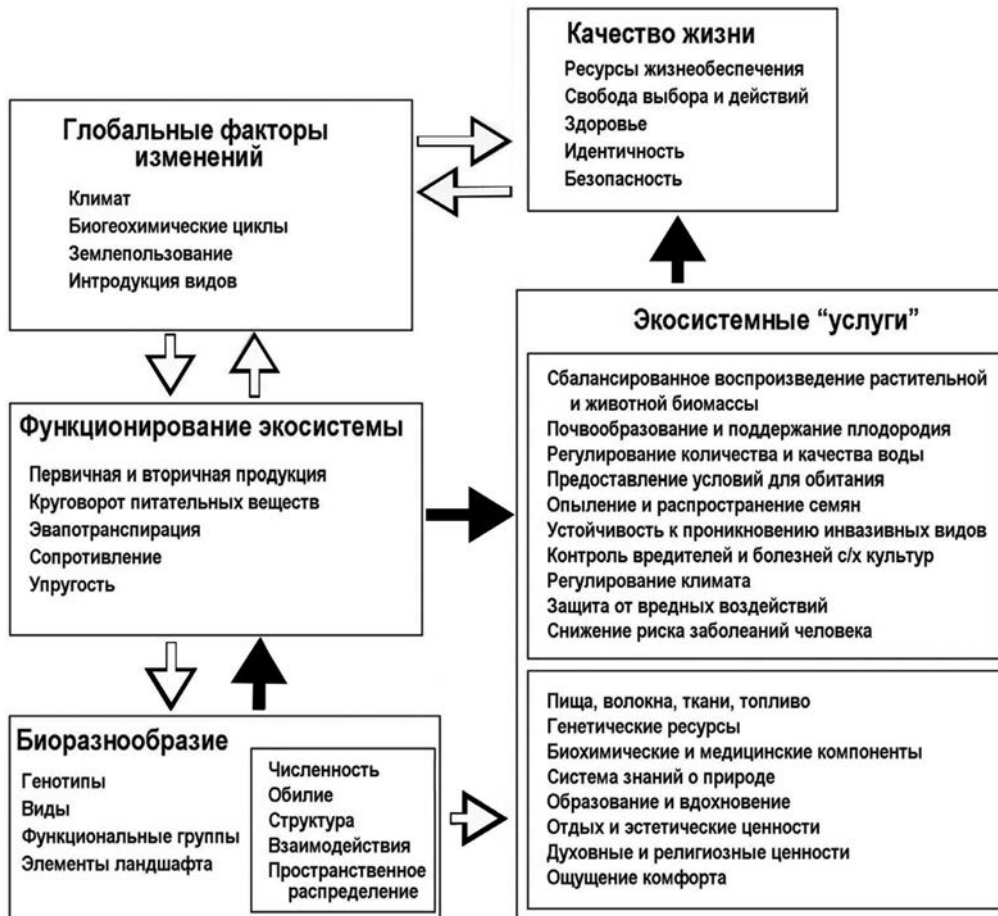 Качество жизни
Ресурсы жизнеобеспечения
Свобода выбора и действий
Здоровье
Идентичность
Безопасность
Глобальные факторы
изменений
Климат
Биогеохимические циклы
Землепользование
Интродукция видов
Функционирование экосистемы
Первичная и вторичная продукция
Круговорот питательных веществ
Эвапотранспирация
Сопротивление
Упругость
Экосистемные “услуги”
Сбалансированное воспроизведение растительной
и животной биомассы
Почвообразование и поддержание плодородия
Регулирование количества и качества воды
Предоставление условий для обитания
Опыление и распространение семян
Устойчивость к проникновению инвазивных видов
Контроль вредителей и болезней с/х культур
Регулирование климата
Защита от вредных воздействий
Снижение риска заболеаний человека
Пища, волокна, ткани, топливо
Генетические ресурсы
Биохимические и медицинские компоненты
Система знаний о природе
Образование и вдохновение
Отдых и эстетические ценности
Духовные и религиозные ценности
Ощущение комфорта
Биоразнообразие
Генотипы
Виды
Функциональные группы
Элементы ландшафта
Численность
Обилие
Структура
Взаимодействия
Пространственное
распределение